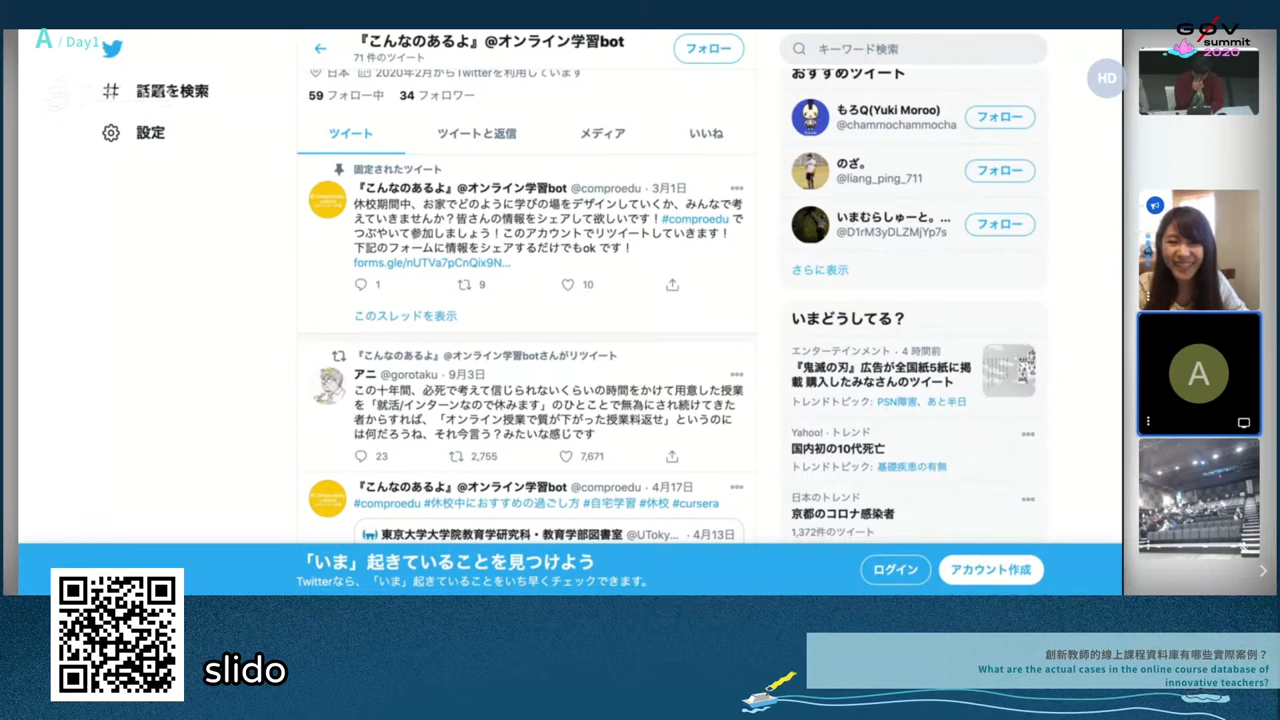 A / Day1
GØV
summit
2020
HD
話題を検索
設定
『こんなのあるよ』@オンライン学習bot
71 件のツイート
フォロー
日本 2020年2月からTwitterを利用しています
59 フォロー中 34 フォロワー
ツイート ツイートと返信 メディア いいね
固定されたツイート
『こんなのあるよ』@オンライン学習bot @comproedu · 3月1日
休校期間中、お家でどのように学びの場をデザインしていくか、みんなで考
えていきませんか？皆さんの情報をシェアして欲しいです！#comproedu で
つぶやいて参加しましょう！このアカウントでリツイートしていきます！
下記のフォームに情報をシェアするだけでもok です！
forms.gle/nUTVa7pCnQix9N...
1 9 10
このスレッドを表示
『こんなのあるよ』@オンライン学習botさんがリツイート
アニ @gorotaku · 9月3日
この十年間、必死で考えて信じられないくらいの時間をかけて用意した授業
を「就活/インターンなので休みます」のひとことで無為にされ続けてきた
者からすれば、「オンライン授業で質が下がった授業料返せ」というのに
は何だろうね、それ今言う？みたいな感じです
23 2,755 7,671
『こんなのあるよ』@オンライン学習bot @comproedu · 4月17日
#comproedu #休校中におすすめの過ごし方 #自宅学習 #休校 #cursera
東京大学大学院教育学研究科・教育学部図書室 @UToky... · 4月13日
キーワード検索
おすすめツイート
もろQ(Yuki Moroo)
@chammochammocha
フォロー
のざ。
@liang_ping_711
フォロー
いまむらしゅーと。...
@D1rM3yDLZMjYp7s
フォロー
さらに表示
いまどうしてる？
エンターテインメント · 4 時間前
『鬼滅の刃』広告が全国紙5紙に掲
載 購入したみなさんのツイート
トレンドトピック: PSN障害、あと半日
Yahoo! · トレンド
国内初の10代死亡
トレンドトピック: 基礎疾患の有無
日本のトレンド
京都のコロナ感染者
1,372件のツイート
「いま」起きていることを見つけよう
Twitterなら、「いま」起きていることをいち早くチェックできます。
ログイン アカウント作成
A
slido
創新教師的線上課程資料庫有哪些實際案例？
What are the actual cases in the online course database of
innovative teachers?